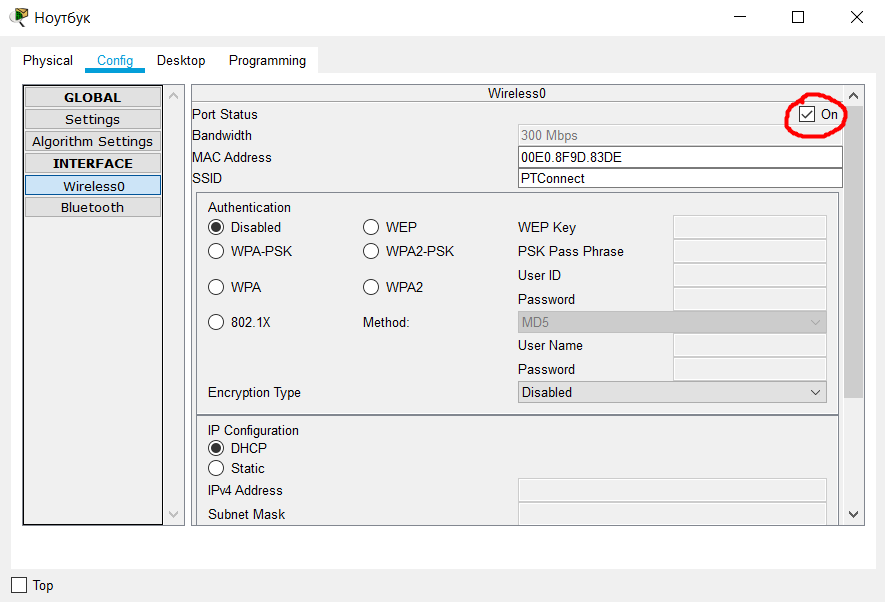 Ноутбук
Physical Config Desktop Programming
GLOBAL
Settings
Algorithm Settings
INTERFACE
Wireless0
Bluetooth
Wireless0
Port Status On
Bandwidth 300 Mbps
MAC Address 00E0.8F9D.83DE
SSID PTConnect
Authentication
Disabled WEP WEP Key
WPA-PSK WPA2-PSK PSK Pass Phrase
User ID
WPA WPA2
Password
802.1X Method: MD5
User Name
Password
Encryption Type Disabled
IP Configuration
DHCP
Static
IPv4 Address
Subnet Mask
Top